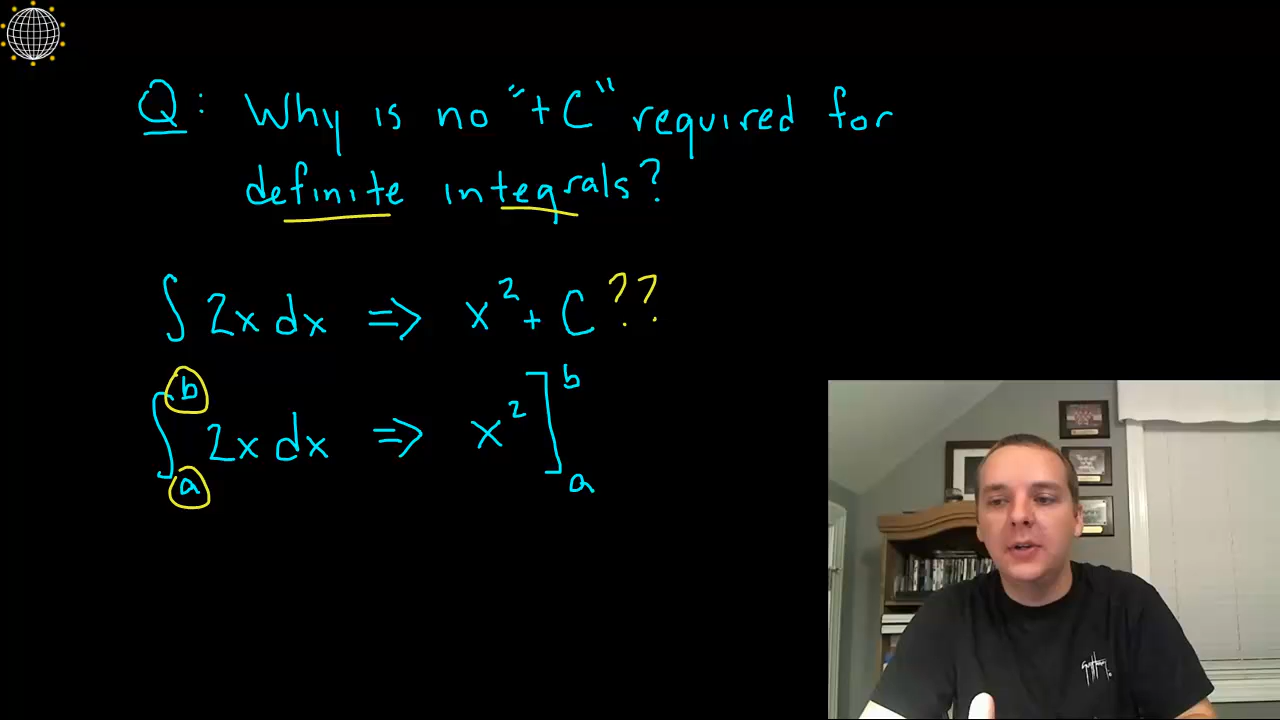 Q: Why is no "+C" required for
definite integrals?
∫ 2x dx ⇒ x² + C ??
∫ₐᵇ 2x dx ⇒ x²]ₐᵇ